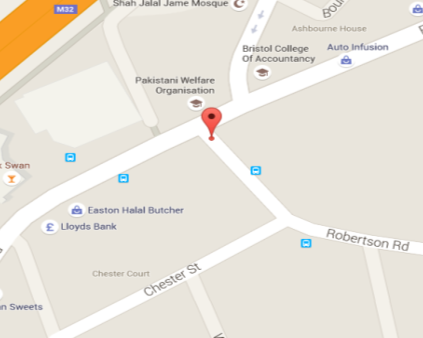 Shah Jalal Jame Mosque
M32
Ashbourne House
Bristol College
Of Accountancy
Auto Infusion
Pakistani Welfare
Organisation
Swan
Easton Halal Butcher
Lloyds Bank
Robertson Rd
Chester Court
Chester St
Sweets